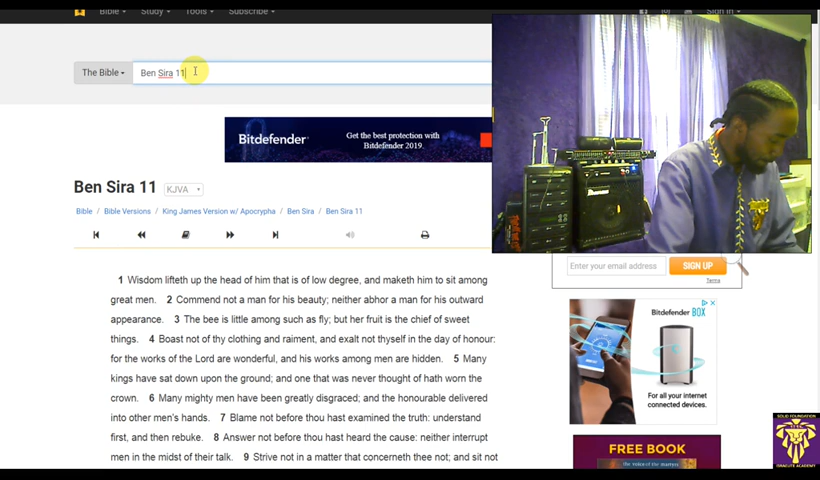 Bible Study Tools Subscribe Sign In
The Bible Ben Sira 11
Bitdefender
Get the best protection with
Bitdefender 2019.
Ben Sira 11 KJVA
Bible / Bible Versions / King James Version w/ Apocrypha / Ben Sira / Ben Sira 11
1 Wisdom lifteth up the head of him that is of low degree, and maketh him to sit among
great men. 2 Commend not a man for his beauty; neither abhor a man for his outward
appearance. 3 The bee is little among such as fly; but her fruit is the chief of sweet
things. 4 Boast not of thy clothing and raiment, and exalt not thyself in the day of honour:
for the works of the Lord are wonderful, and his works among men are hidden. 5 Many
kings have sat down upon the ground; and one that was never thought of hath worn the
crown. 6 Many mighty men have been greatly disgraced; and the honourable delivered
into other men's hands. 7 Blame not before thou hast examined the truth: understand
first, and then rebuke. 8 Answer not before thou hast heard the cause: neither interrupt
men in the midst of their talk. 9 Strive not in a matter that concerneth thee not; and sit not
Enter your email address SIGN UP
Terms
Bitdefender
BOX
For all your internet
connected devices.
FREE BOOK
The Voice of the Martyrs
SOLID FOUNDATION
ISRAELITE ACADEMY